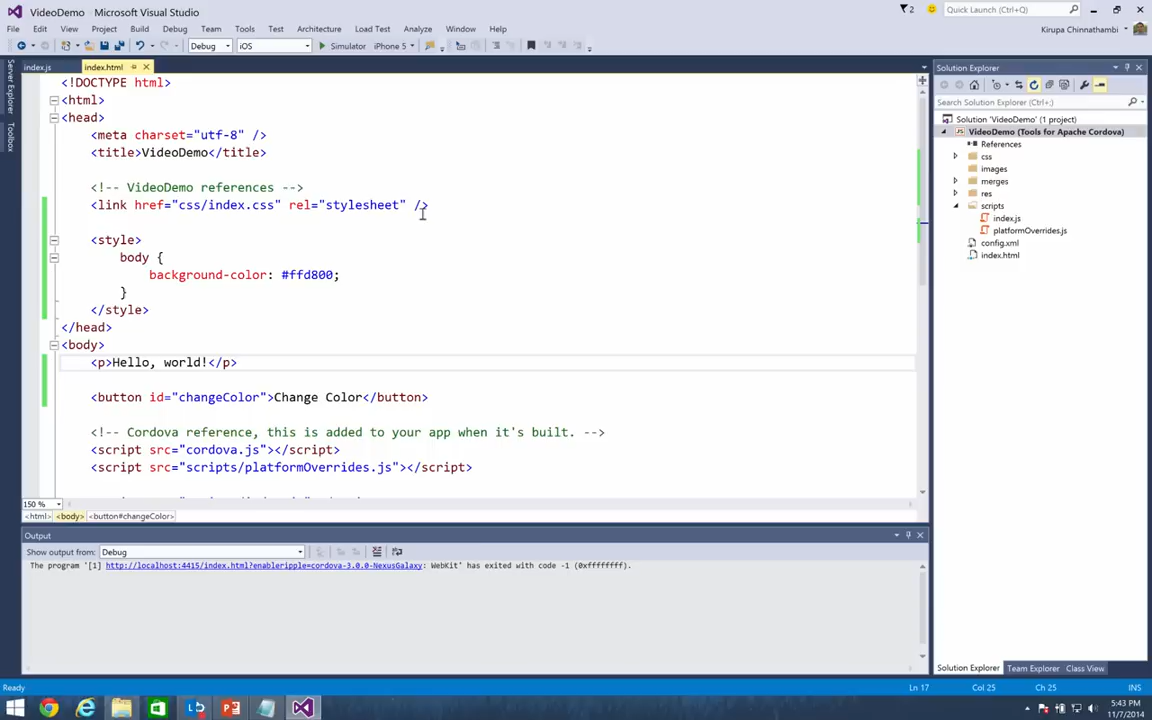 VideoDemo - Microsoft Visual Studio
2
Quick Launch (Ctrl+Q)
File Edit View Project Build Debug Team Tools Test Architecture Load Test Analyze Window Help
Kirupa Chinnathambi
Debug iOS Simulator iPhone 5
index.js index.html
Server Explorer
Toolbox
<!DOCTYPE html>
<html>
<head>
<meta charset="utf-8" />
<title>VideoDemo</title>
<!-- VideoDemo references -->
<link href="css/index.css" rel="stylesheet" />
<style>
body {
background-color: #ffd800;
}
</style>
</head>
<body>
<p>Hello, world!</p>
<button id="changeColor">Change Color</button>
<!-- Cordova reference, this is added to your app when it's built. -->
<script src="cordova.js"></script>
<script src="scripts/platformOverrides.js"></script>
150 %
<html> <body> <button#changeColor>
Output
Show output from: Debug
The program '[1] http://localhost:4415/index.html?enableripple=cordova-3.0.0-NexusGalaxy: WebKit' has exited with code -1 (0xffffffff).
Solution Explorer
Search Solution Explorer (Ctrl+;)
Solution 'VideoDemo' (1 project)
VideoDemo (Tools for Apache Cordova)
References
css
images
merges
res
scripts
index.js
platformOverrides.js
config.xml
index.html
Solution Explorer Team Explorer Class View
Ready Ln 17 Col 25 Ch 25 INS
5:43 PM
11/7/2014